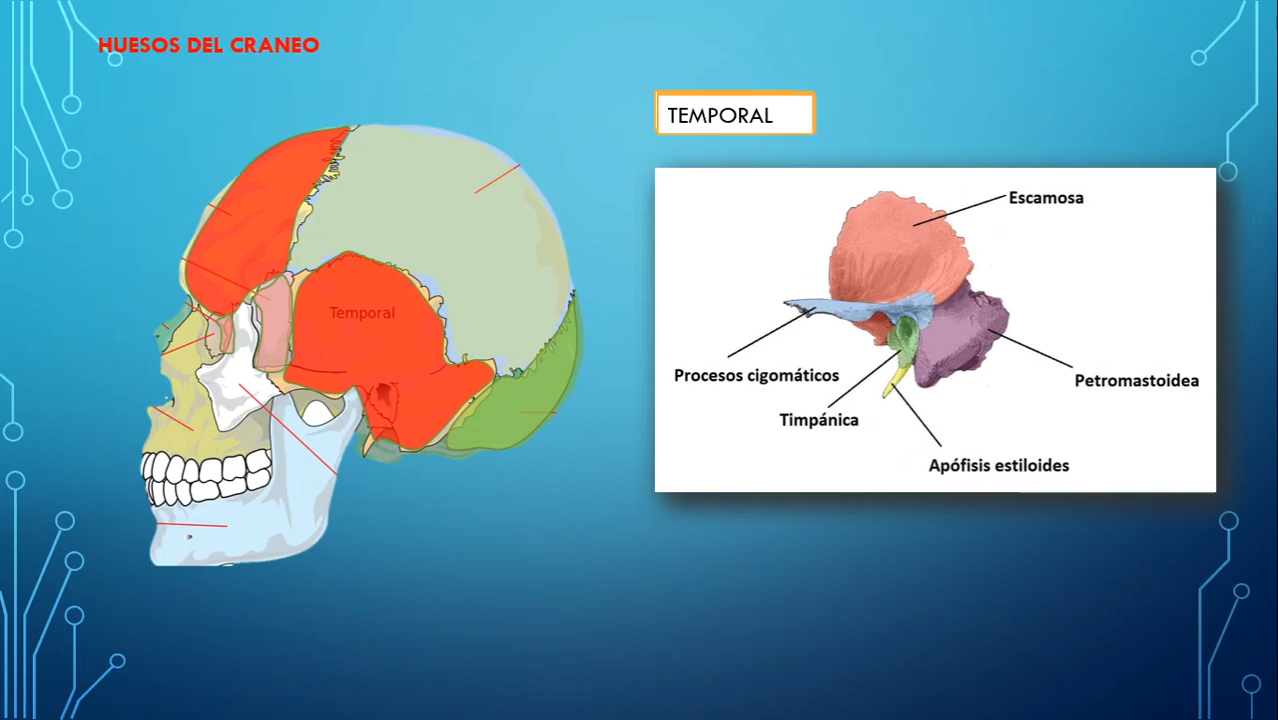 HUESOS DEL CRANEO
TEMPORAL
Temporal
Escamosa
Procesos cigomáticos
Petromastoidea
Timpánica
Apófisis estiloides